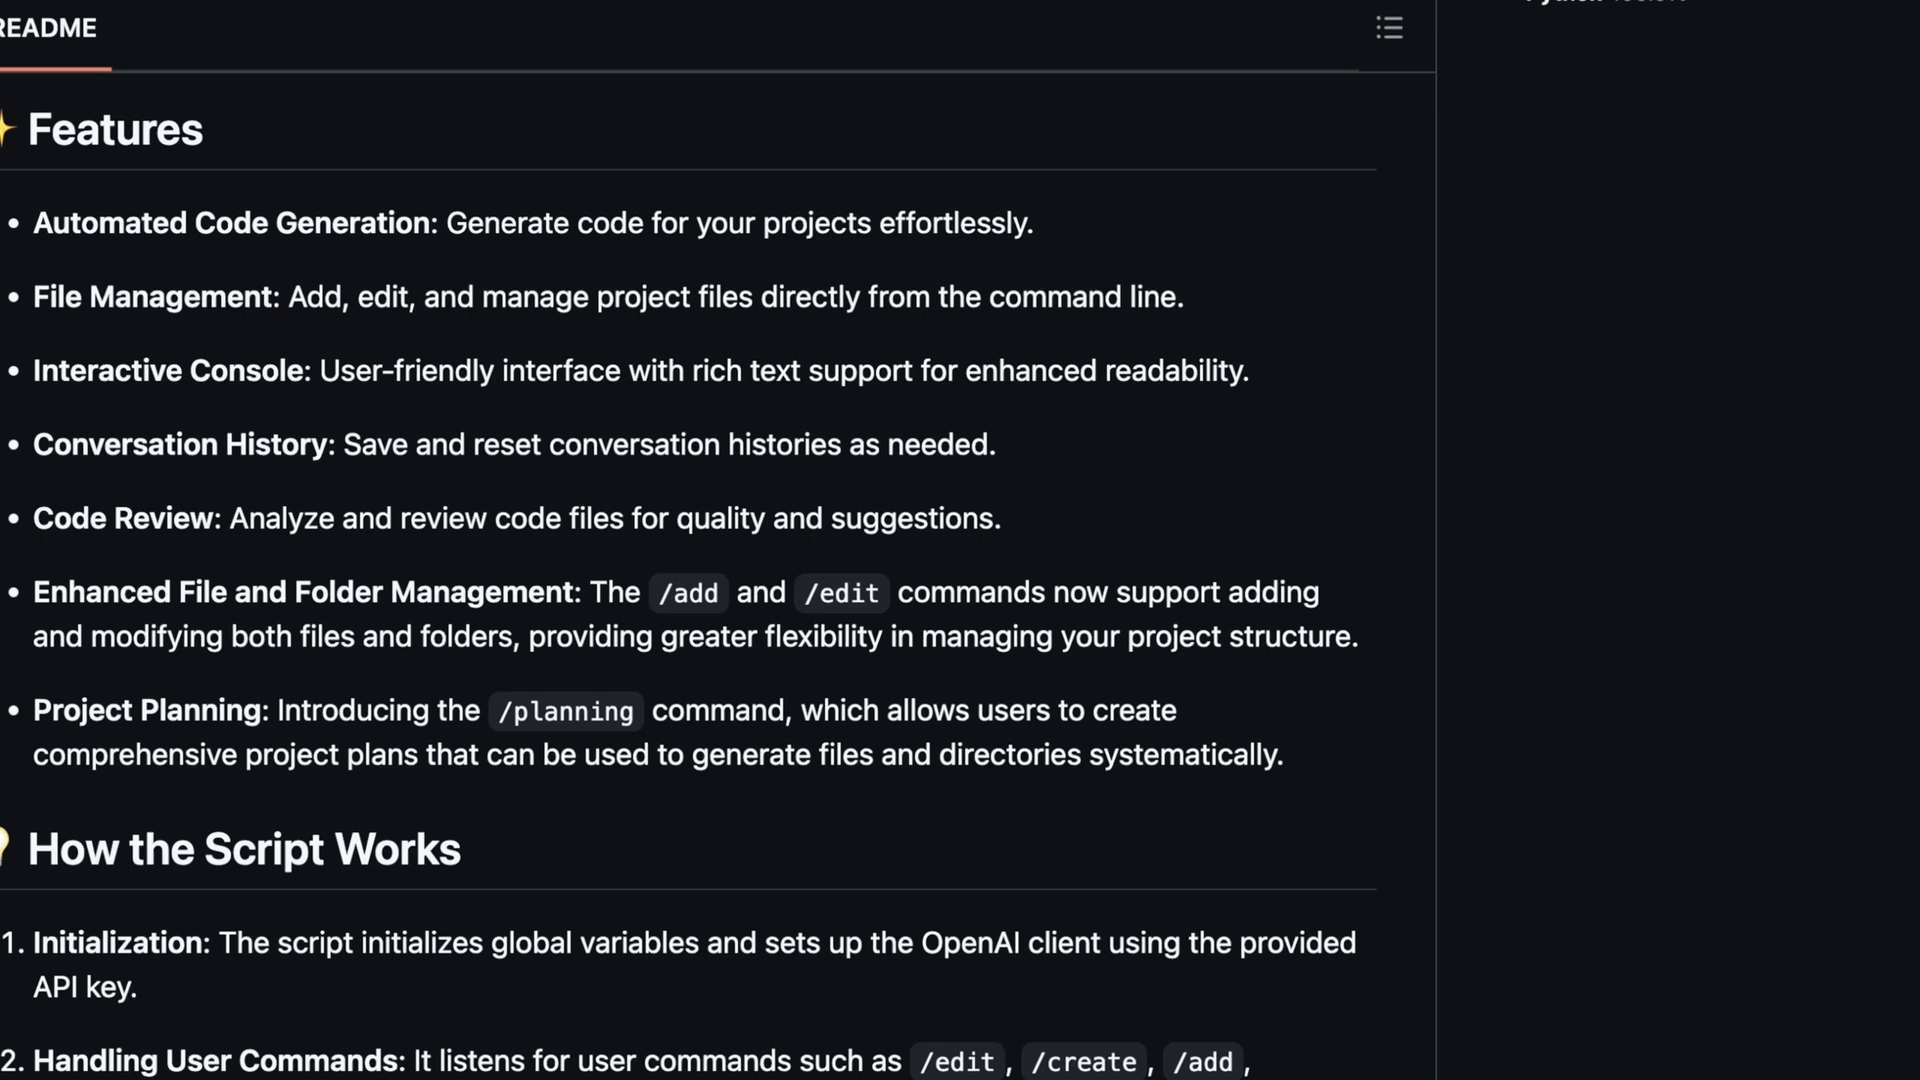 README
Features
• Automated Code Generation: Generate code for your projects effortlessly.
• File Management: Add, edit, and manage project files directly from the command line.
• Interactive Console: User-friendly interface with rich text support for enhanced readability.
• Conversation History: Save and reset conversation histories as needed.
• Code Review: Analyze and review code files for quality and suggestions.
• Enhanced File and Folder Management: The /add and /edit commands now support adding
and modifying both files and folders, providing greater flexibility in managing your project structure.
• Project Planning: Introducing the /planning command, which allows users to create
comprehensive project plans that can be used to generate files and directories systematically.
How the Script Works
1. Initialization: The script initializes global variables and sets up the OpenAI client using the provided
API key.
2. Handling User Commands: It listens for user commands such as /edit, /create, /add,